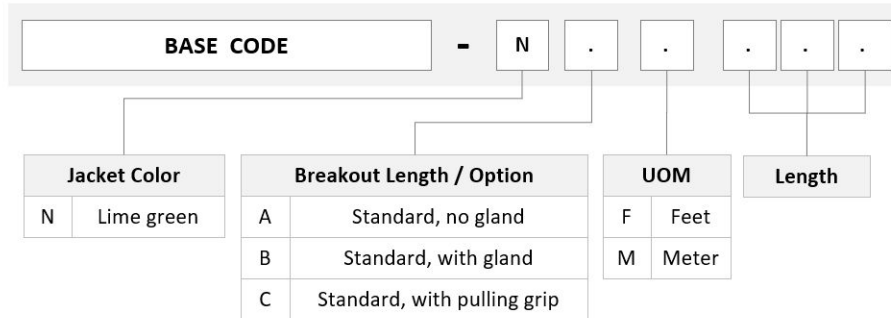 BASE CODE - N . . . . .
Jacket Color
N Lime green
Breakout Length / Option
A Standard, no gland
B Standard, with gland
C Standard, with pulling grip
UOM
F Feet
M Meter
Length